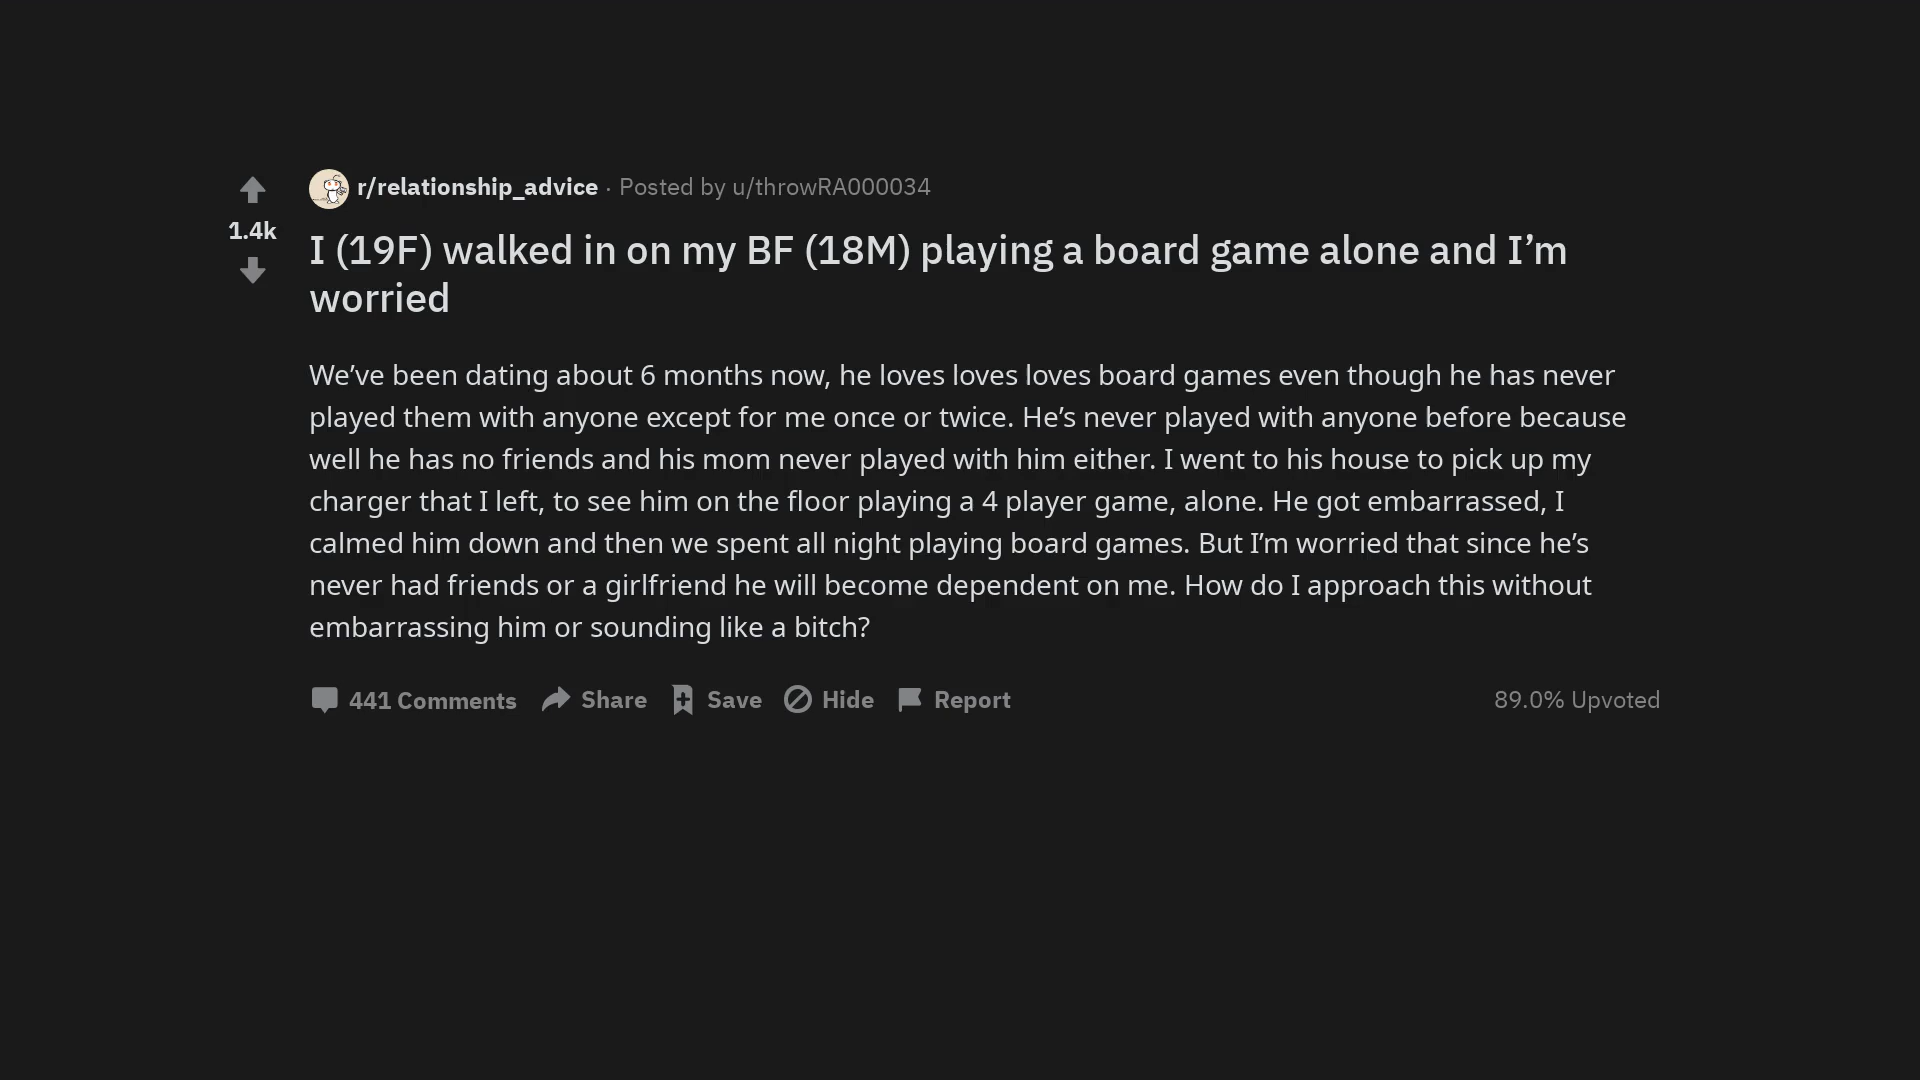 r/relationship_advice · Posted by u/throwRA000034
1.4k
I (19F) walked in on my BF (18M) playing a board game alone and I’m
worried
We’ve been dating about 6 months now, he loves loves loves board games even though he has never
played them with anyone except for me once or twice. He’s never played with anyone before because
well he has no friends and his mom never played with him either. I went to his house to pick up my
charger that I left, to see him on the floor playing a 4 player game, alone. He got embarrassed, I
calmed him down and then we spent all night playing board games. But I’m worried that since he’s
never had friends or a girlfriend he will become dependent on me. How do I approach this without
embarrassing him or sounding like a bitch?
441 Comments Share Save Hide Report 89.0% Upvoted